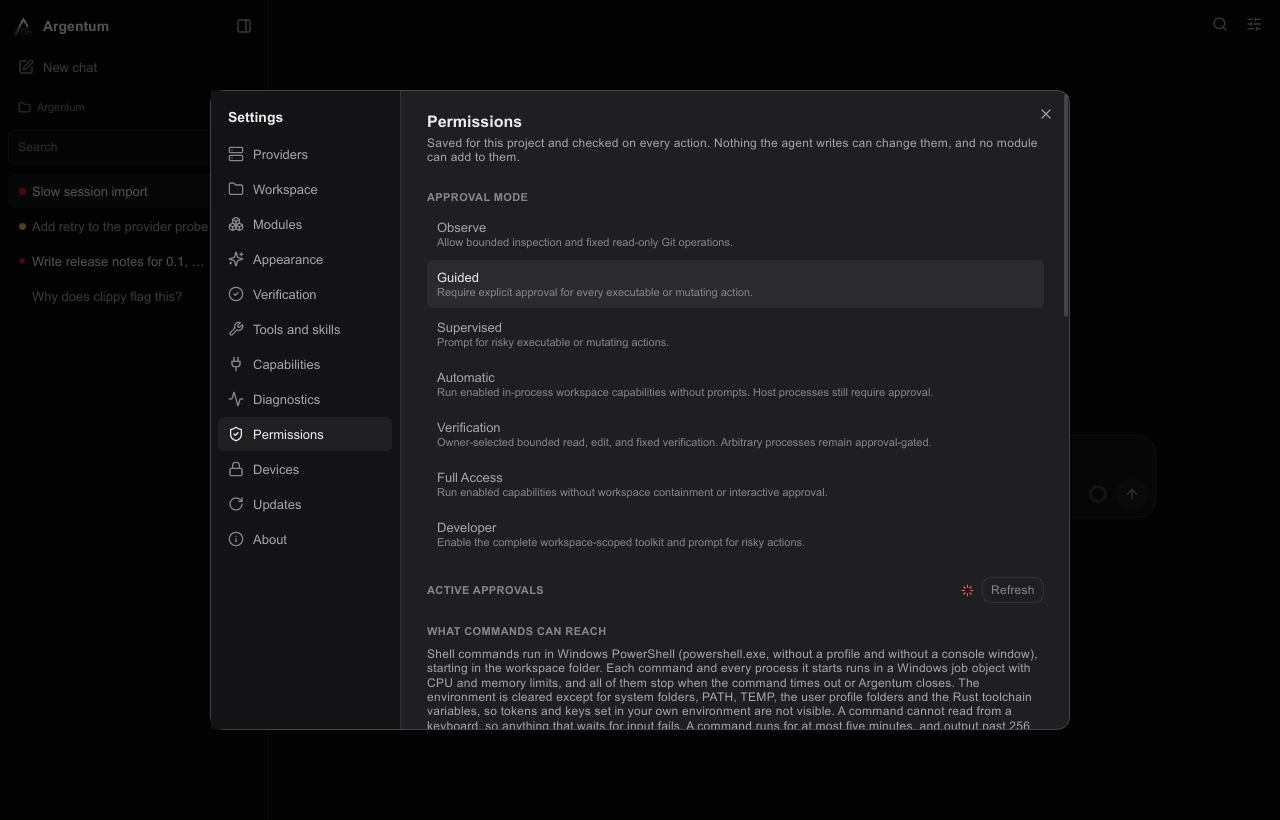 Argentum
New chat
Argentum
Search
Slow session import
Add retry to the provider probe
Write release notes for 0.1, …
Why does clippy flag this?
Settings
Providers
Workspace
Modules
Appearance
Verification
Tools and skills
Capabilities
Diagnostics
Permissions
Devices
Updates
About
Permissions
Saved for this project and checked on every action. Nothing the agent writes can change them, and no module
can add to them.
APPROVAL MODE
Observe
Allow bounded inspection and fixed read-only Git operations.
Guided
Require explicit approval for every executable or mutating action.
Supervised
Prompt for risky executable or mutating actions.
Automatic
Run enabled in-process workspace capabilities without prompts. Host processes still require approval.
Verification
Owner-selected bounded read, edit, and fixed verification. Arbitrary processes remain approval-gated.
Full Access
Run enabled capabilities without workspace containment or interactive approval.
Developer
Enable the complete workspace-scoped toolkit and prompt for risky actions.
ACTIVE APPROVALS
Refresh
WHAT COMMANDS CAN REACH
Shell commands run in Windows PowerShell (powershell.exe, without a profile and without a console window),
starting in the workspace folder. Each command and every process it starts runs in a Windows job object with
CPU and memory limits, and all of them stop when the command times out or Argentum closes. The
environment is cleared except for system folders, PATH, TEMP, the user profile folders and the Rust toolchain
variables, so tokens and keys set in your own environment are not visible. A command cannot read from a
keyboard, so anything that waits for input fails. A command runs for at most five minutes, and output past 256